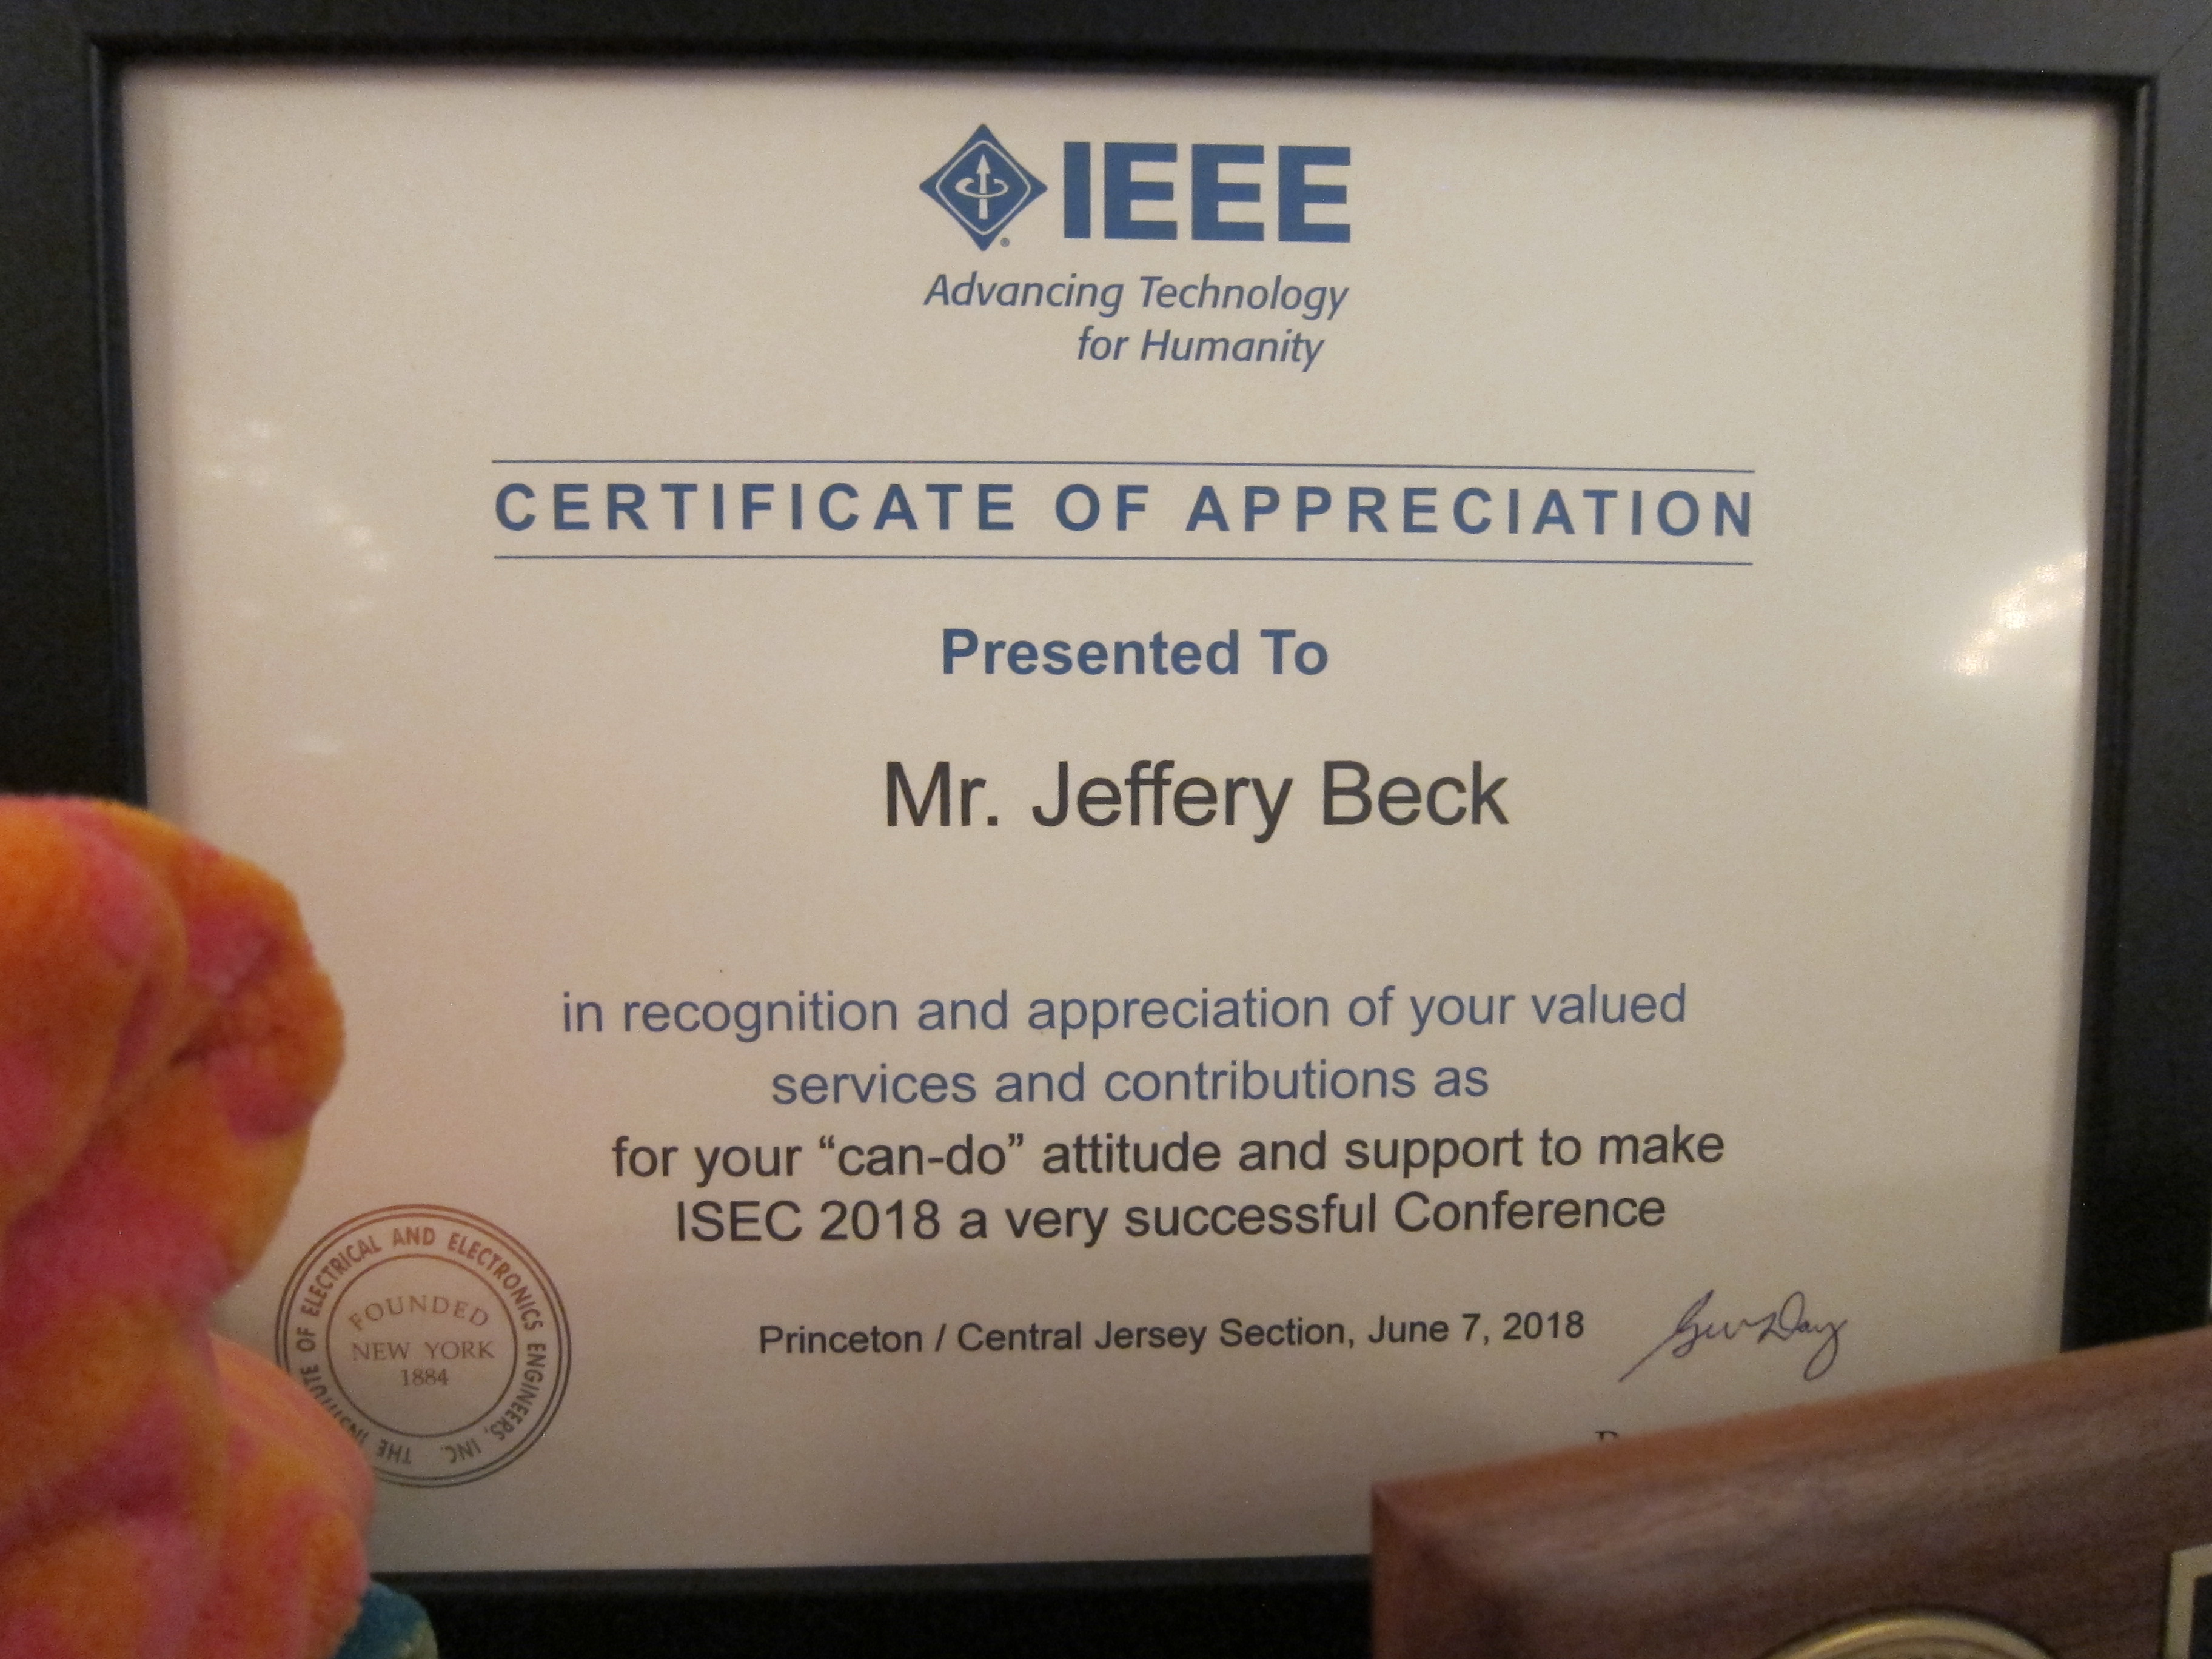 IEEE
Advancing Technology
for Humanity
CERTIFICATE OF APPRECIATION
Presented To
Mr. Jeffery Beck
in recognition and appreciation of your valued
services and contributions as
for your “can-do” attitude and support to make
ISEC 2018 a very successful Conference
Princeton / Central Jersey Section, June 7, 2018
THE INSTITUTE OF ELECTRICAL AND ELECTRONICS ENGINEERS, INC.
FOUNDED
NEW YORK
1884